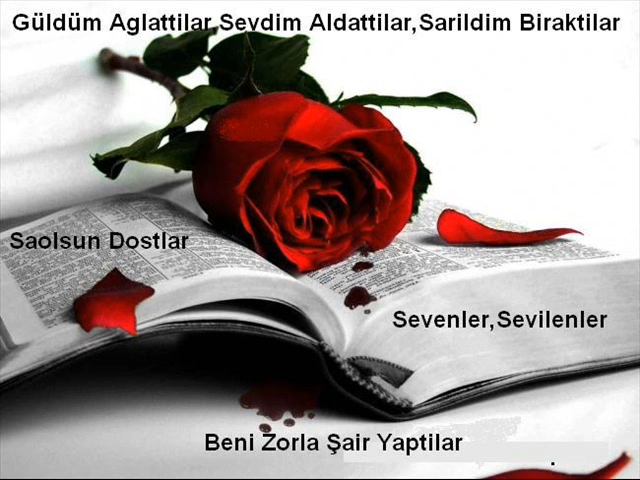 Güldüm Aglattilar,Sevdim Aldattilar,Sarildim Biraktilar
Saolsun Dostlar
Sevenler,Sevilenler
Beni Zorla Şair Yaptilar